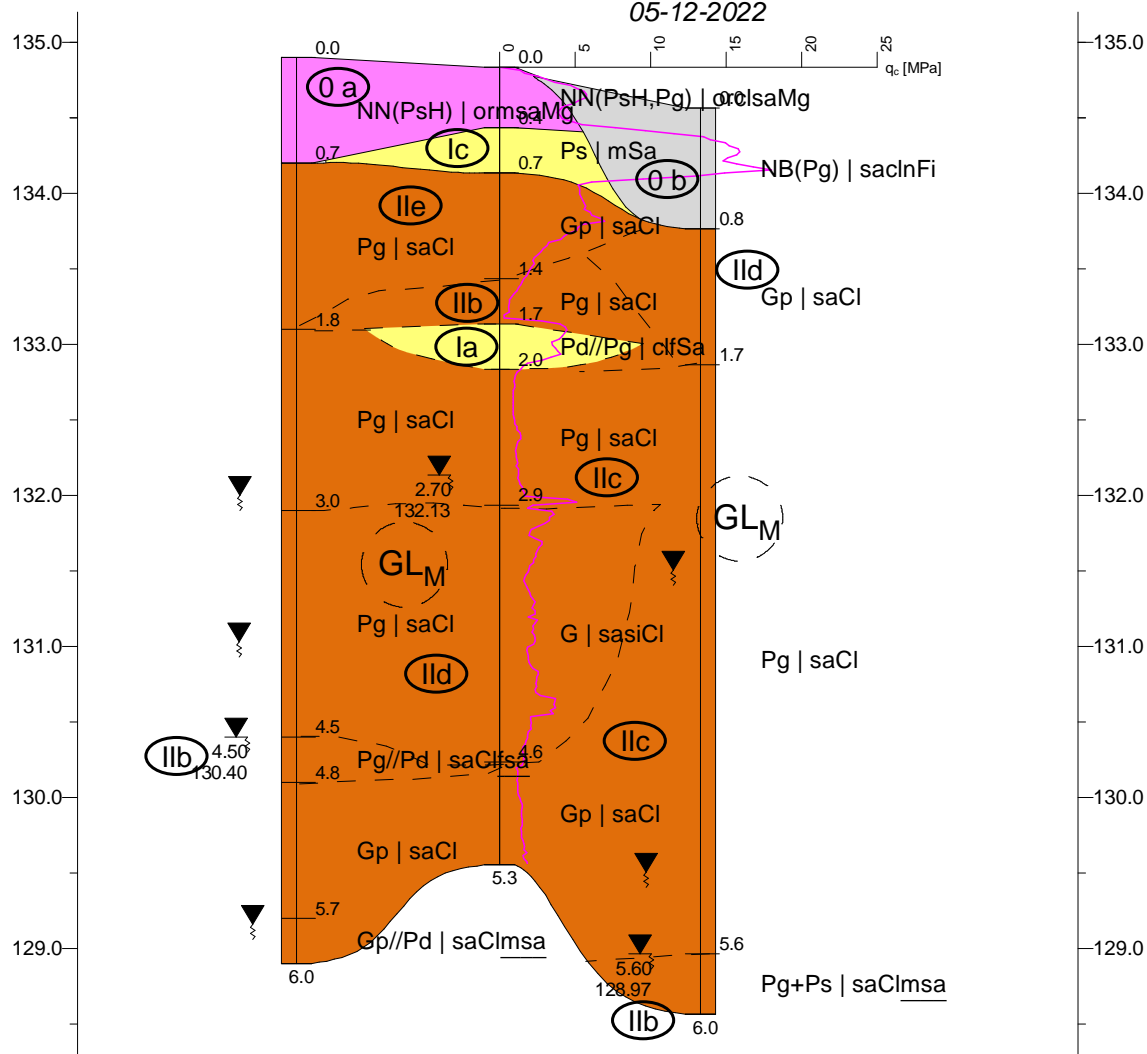 05-12-2022
135.0
0.0
0
5
10
15
20
25
0.0
135.0
qc [MPa]
0 a
NN(PsH) | ormsaMg
NN(PsH,Pg) | orclsaMg
0.0
0.4
Ic
Ps | mSa
0.7
0.7
NB(Pg) | saclnFi
0 b
134.0
134.0
IIe
Gp | saCl
0.8
Pg | saCl
1.4
IId
Gp | saCl
IIb
Pg | saCl
1.8
1.7
133.0
Ia
Pd//Pg | clfSa
133.0
2.0
1.7
Pg | saCl
Pg | saCl
IIc
132.0
2.70
132.13
3.0
2.9
132.0
GLM
GLM
Pg | saCl
G | sasiCl
131.0
131.0
Pg | saCl
IId
4.5
IIb
4.50
130.40
Pg//Pd | saClfsa
4.6
IIc
4.8
130.0
130.0
Gp | saCl
Gp | saCl
5.3
5.7
129.0
Gp//Pd | saClmsa
5.6
129.0
5.60
128.97
6.0
Pg+Ps | saClmsa
IIb
6.0